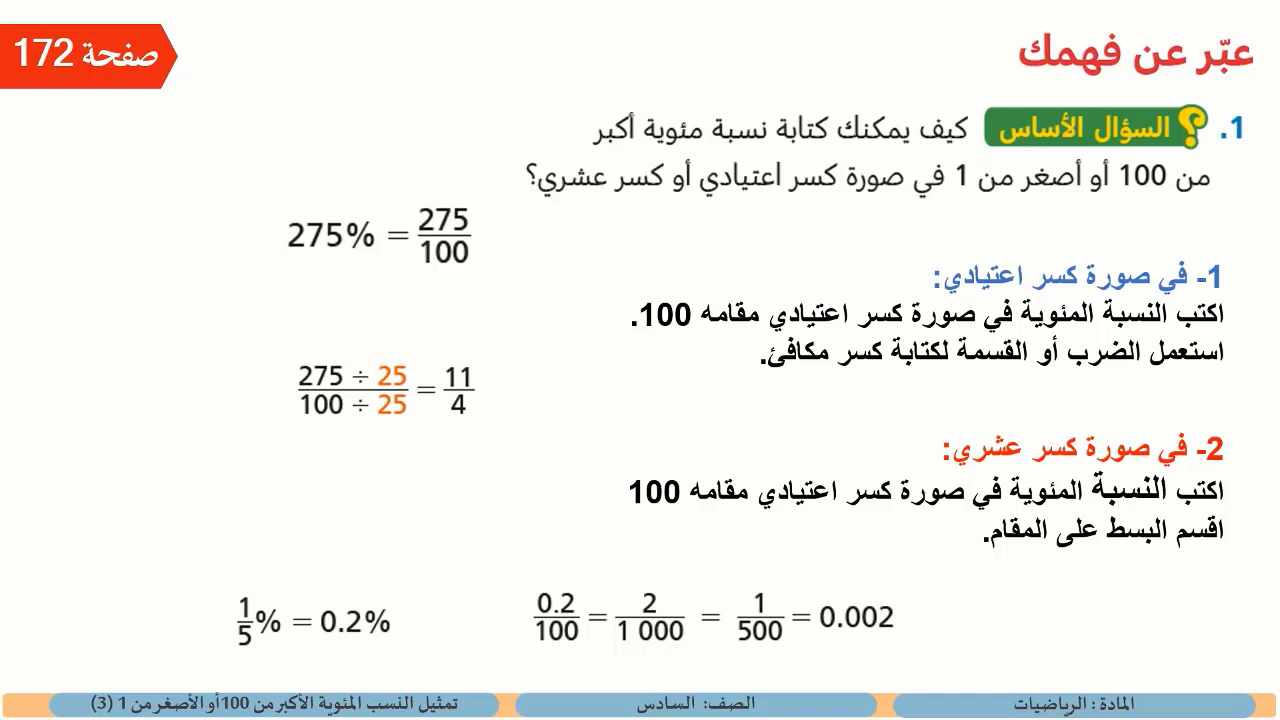 صفحة 172
عبّر عن فهمك
1. السؤال الأساس كيف يمكنك كتابة نسبة مئوية أكبر
من 100 أو أصغر من 1 في صورة كسر اعتيادي أو كسر عشري؟
275% = 275/100
1- في صورة كسر اعتيادي:
اكتب النسبة المئوية في صورة كسر اعتيادي مقامه 100.
استعمل الضرب أو القسمة لكتابة كسر مكافئ.
275 ÷ 25/100 ÷ 25 = 11/4
2- في صورة كسر عشري:
اكتب النسبة المئوية في صورة كسر اعتيادي مقامه 100
اقسم البسط على المقام.
1/5% = 0.2%
0.2/100 = 2/1 000 = 1/500 = 0.002
المادة : الرياضيات
الصف: السادس
تمثيل النسب المئوية الأكبر من 100 أو الأصغر من 1 (3)